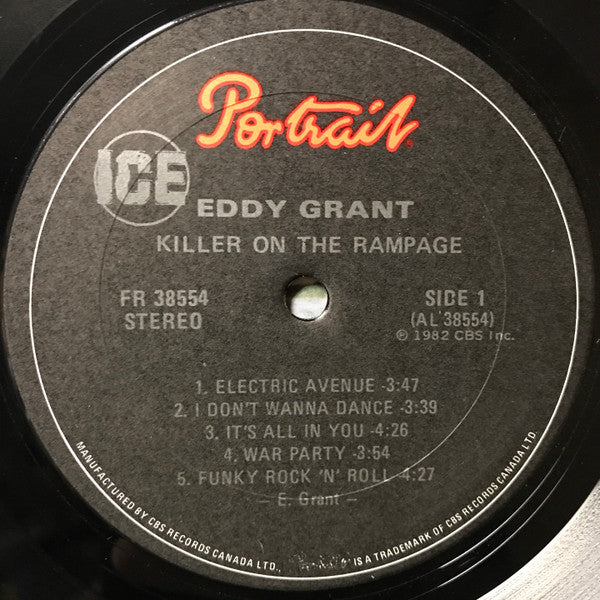 Portrait
ICE
EDDY GRANT
KILLER ON THE RAMPAGE
FR 38554
STEREO
SIDE 1
(AL 38554)
℗ 1982 CBS Inc.
1. ELECTRIC AVENUE -3:47
2. I DON'T WANNA DANCE -3:39
3. IT'S ALL IN YOU -4:26
4. WAR PARTY -3:54
5. FUNKY ROCK 'N' ROLL -4:27
– E. Grant –
MANUFACTURED BY CBS RECORDS CANADA LTD.
IS A TRADEMARK OF CBS RECORDS CANADA LTD.